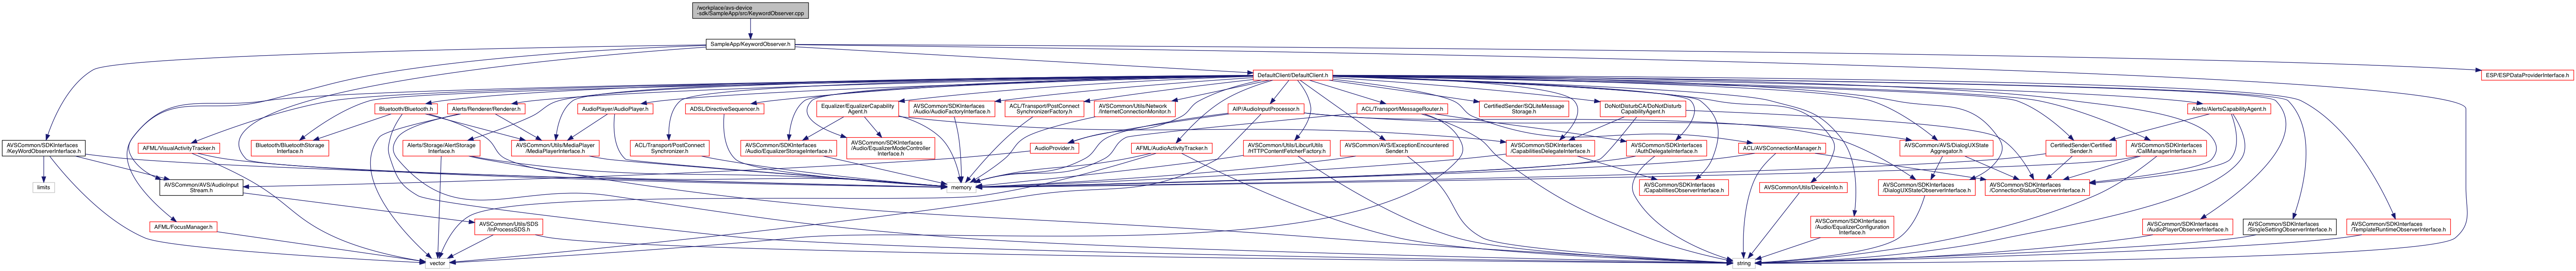 /workplace/avs-device
-sdk/SampleApp/src/KeywordObserver.cpp
SampleApp/KeywordObserver.h
DefaultClient/DefaultClient.h
ESP/ESPDataProviderInterface.h
Bluetooth/Bluetooth.h
Alerts/Renderer/Renderer.h
AudioPlayer/AudioPlayer.h
ADSL/DirectiveSequencer.h
Equalizer/EqualizerCapability
Agent.h
AVSCommon/SDKInterfaces
/Audio/AudioFactoryInterface.h
ACL/Transport/PostConnect
SynchronizerFactory.h
AVSCommon/Utils/Network
/InternetConnectionMonitor.h
AIP/AudioInputProcessor.h
ACL/Transport/MessageRouter.h
CertifiedSender/SQLiteMessage
Storage.h
DoNotDisturbCA/DoNotDisturb
CapabilityAgent.h
Alerts/AlertsCapabilityAgent.h
AVSCommon/SDKInterfaces
/KeyWordObserverInterface.h
AFML/VisualActivityTracker.h
Bluetooth/BluetoothStorage
Interface.h
Alerts/Storage/AlertStorage
Interface.h
AVSCommon/Utils/MediaPlayer
/MediaPlayerInterface.h
ACL/Transport/PostConnect
Synchronizer.h
AVSCommon/SDKInterfaces
/Audio/EqualizerStorageInterface.h
AVSCommon/SDKInterfaces
/Audio/EqualizerModeController
Interface.h
AudioProvider.h
AFML/AudioActivityTracker.h
AVSCommon/Utils/LibcurlUtils
/HTTPContentFetcherFactory.h
AVSCommon/AVS/ExceptionEncountered
Sender.h
AVSCommon/SDKInterfaces
/CapabilitiesDelegateInterface.h
AVSCommon/SDKInterfaces
/AuthDelegateInterface.h
ACL/AVSConnectionManager.h
AVSCommon/AVS/DialogUXState
Aggregator.h
CertifiedSender/Certified
Sender.h
AVSCommon/SDKInterfaces
/CallManagerInterface.h
limits
AVSCommon/AVS/AudioInput
Stream.h
memory
AVSCommon/SDKInterfaces
/CapabilitiesObserverInterface.h
AVSCommon/Utils/DeviceInfo.h
AVSCommon/SDKInterfaces
/DialogUXStateObserverInterface.h
AVSCommon/SDKInterfaces
/ConnectionStatusObserverInterface.h
AFML/FocusManager.h
AVSCommon/Utils/SDS
/InProcessSDS.h
AVSCommon/SDKInterfaces
/Audio/EqualizerConfiguration
Interface.h
AVSCommon/SDKInterfaces
/AudioPlayerObserverInterface.h
AVSCommon/SDKInterfaces
/SingleSettingObserverInterface.h
AVSCommon/SDKInterfaces
/TemplateRuntimeObserverInterface.h
vector
string